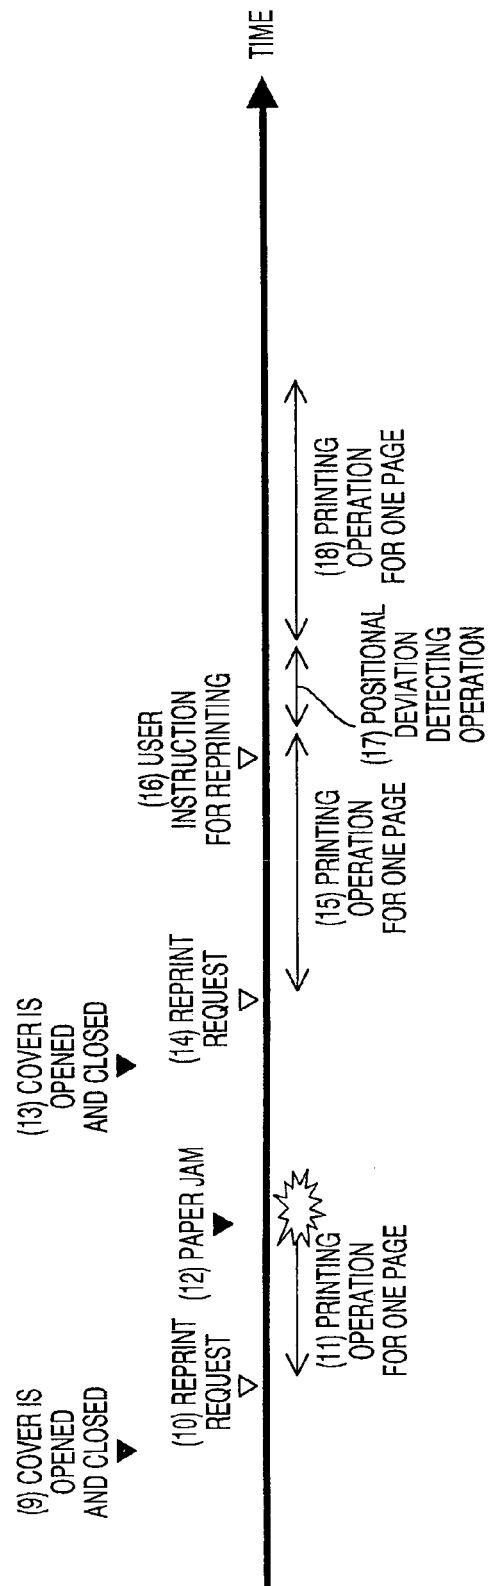 (9) COVER IS
OPENED
AND CLOSED
(10) REPRINT
REQUEST
(11) PRINTING
OPERATION
FOR ONE PAGE
(12) PAPER JAM
(13) COVER IS
OPENED
AND CLOSED
(14) REPRINT
REQUEST
(15) PRINTING
OPERATION
FOR ONE PAGE
(16) USER
INSTRUCTION
FOR REPRINTING
(17) POSITIONAL
DEVIATION
DETECTING
OPERATION
(18) PRINTING
OPERATION
FOR ONE PAGE
TIME